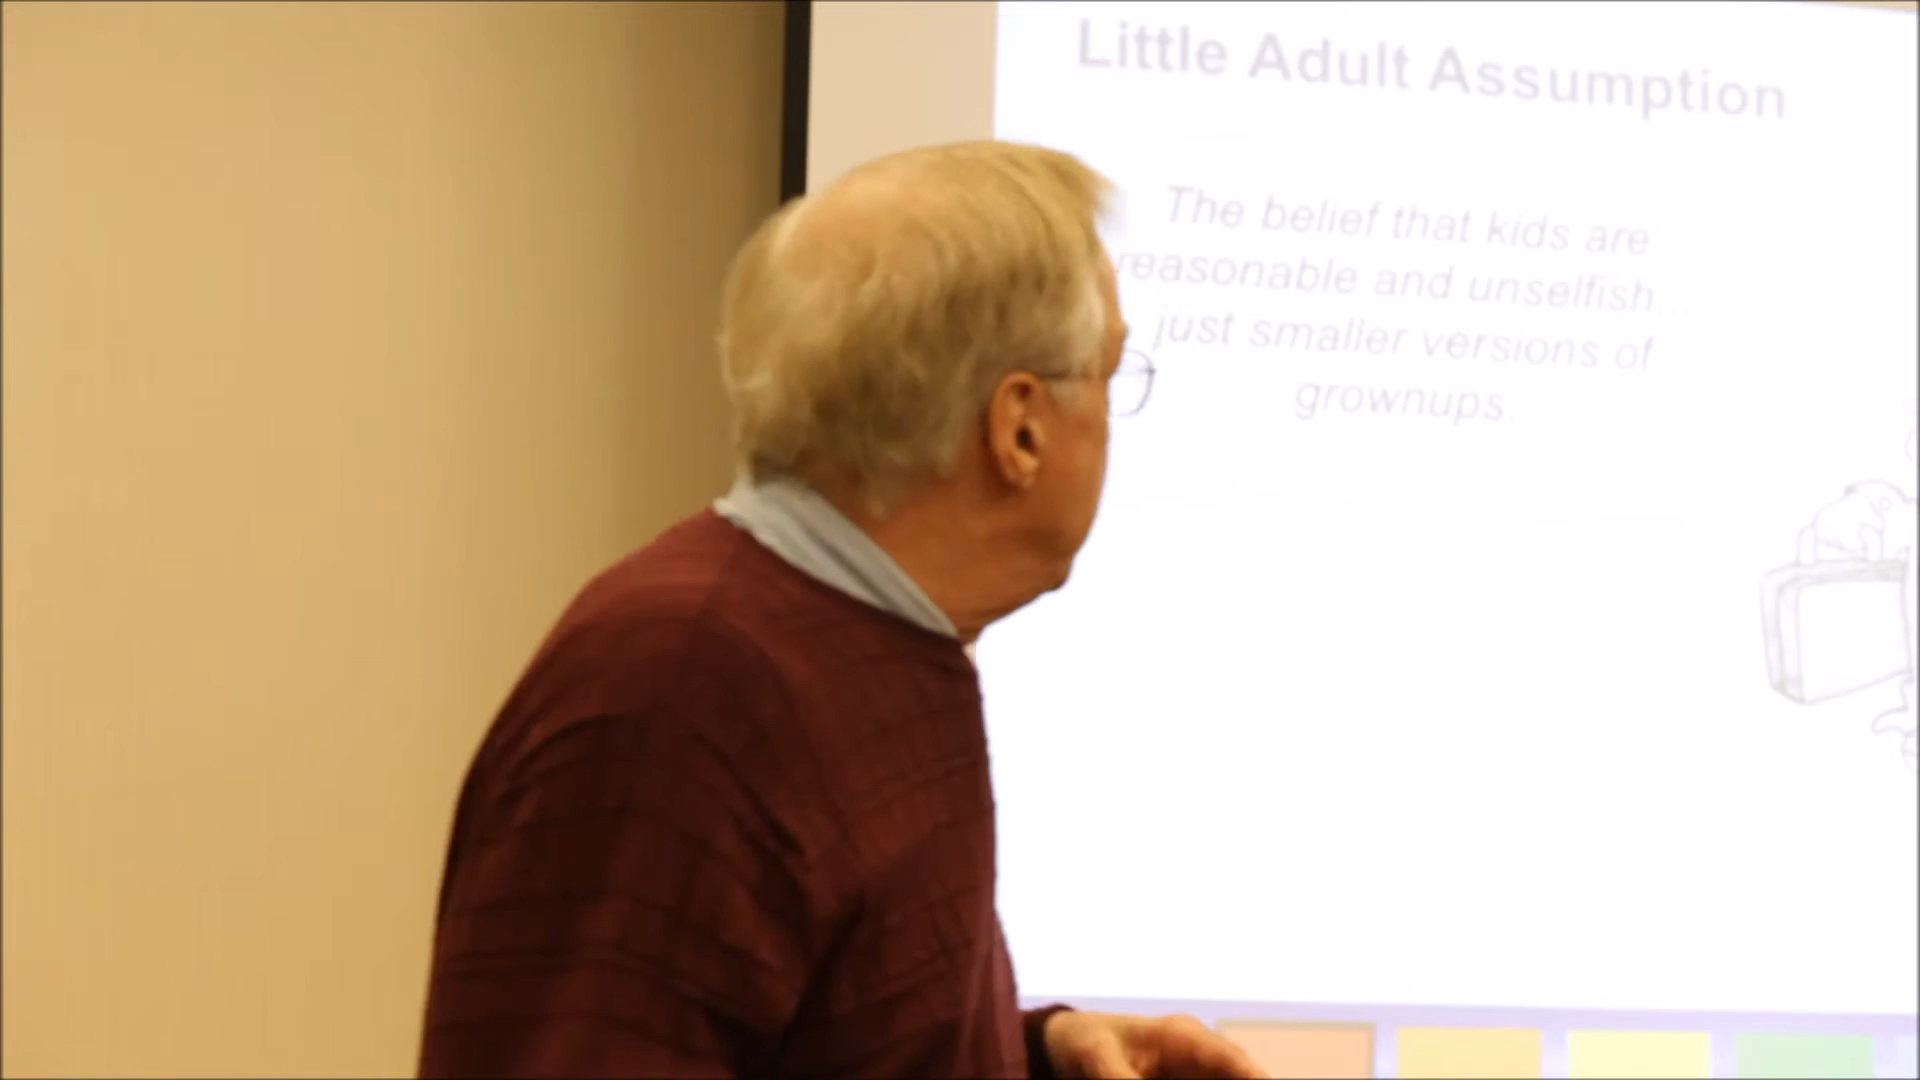 Little Adult Assumption
The belief that kids are
reasonable and unselfish...
just smaller versions of
grownups.